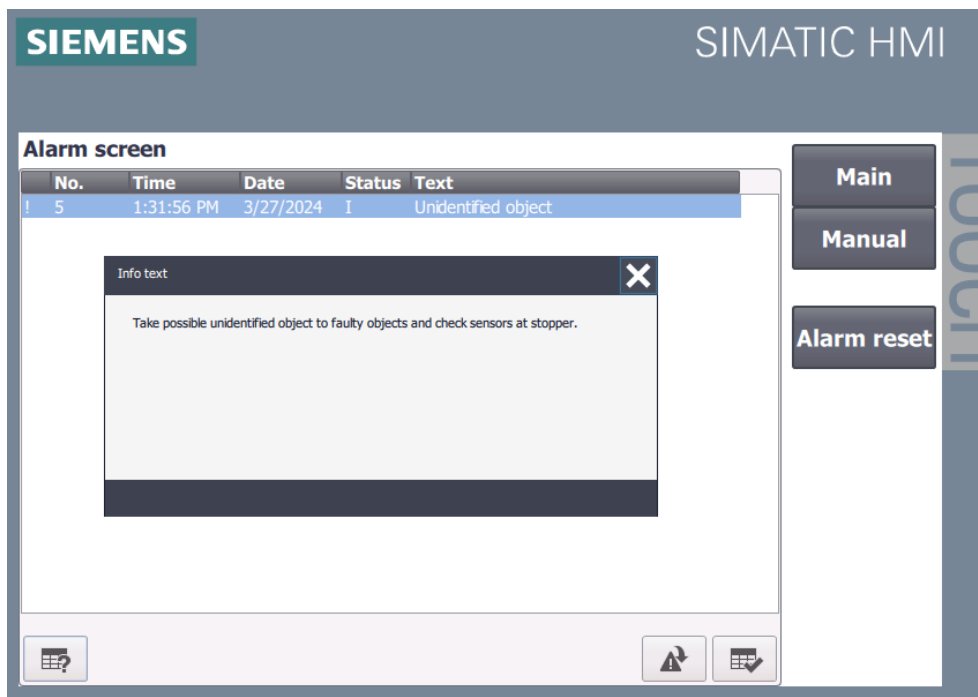 SIEMENS
SIMATIC HMI
TOUCH
Alarm screen
No. Time Date Status Text
! 5 1:31:56 PM 3/27/2024 I Unidentified object
Info text
Take possible unidentified object to faulty objects and check sensors at stopper.
Main
Manual
Alarm reset